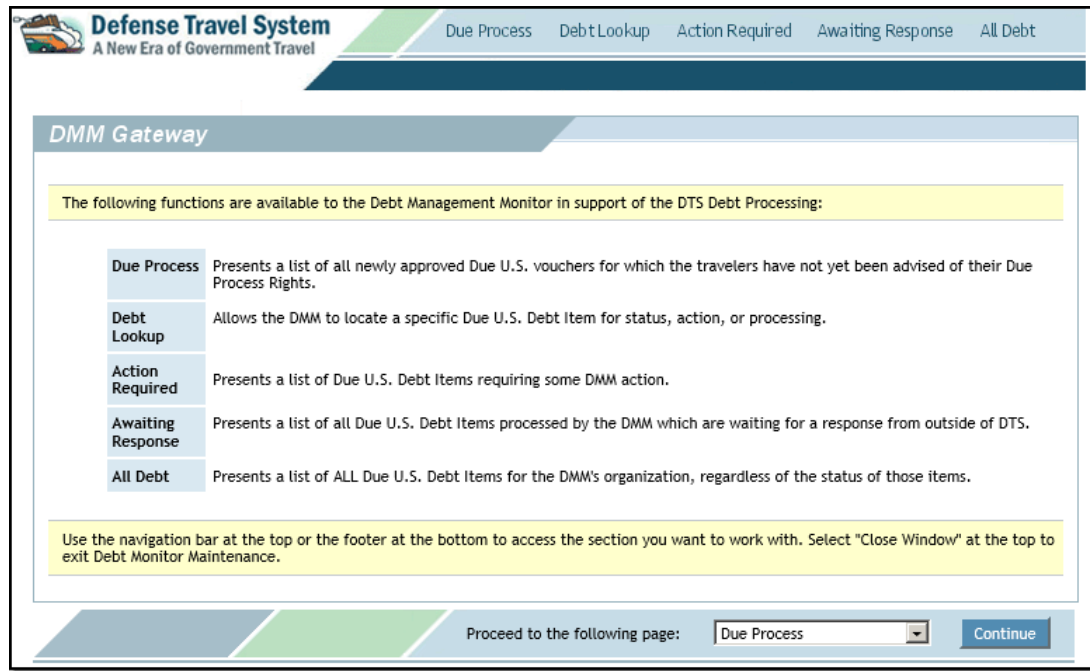 Defense Travel System
A New Era of Government Travel
Due Process Debt Lookup Action Required Awaiting Response All Debt
DMM Gateway
The following functions are available to the Debt Management Monitor in support of the DTS Debt Processing:
Due Process Presents a list of all newly approved Due U.S. vouchers for which the travelers have not yet been advised of their Due
Process Rights.
Debt
Lookup
Allows the DMM to locate a specific Due U.S. Debt Item for status, action, or processing.
Action
Required
Presents a list of Due U.S. Debt Items requiring some DMM action.
Awaiting
Response
Presents a list of all Due U.S. Debt Items processed by the DMM which are waiting for a response from outside of DTS.
All Debt Presents a list of ALL Due U.S. Debt Items for the DMM's organization, regardless of the status of those items.
Use the navigation bar at the top or the footer at the bottom to access the section you want to work with. Select "Close Window" at the top to
exit Debt Monitor Maintenance.
Proceed to the following page: Due Process Continue